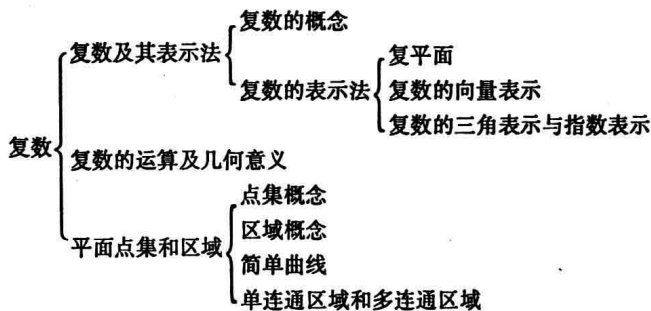 复数的概念
复数及其表示法
复平面
复数的表示法
复数的向量表示
复数的三角表示与指数表示
复数
复数的运算及几何意义
点集概念
区域概念
平面点集和区域
简单曲线
单连通区域和多连通区域